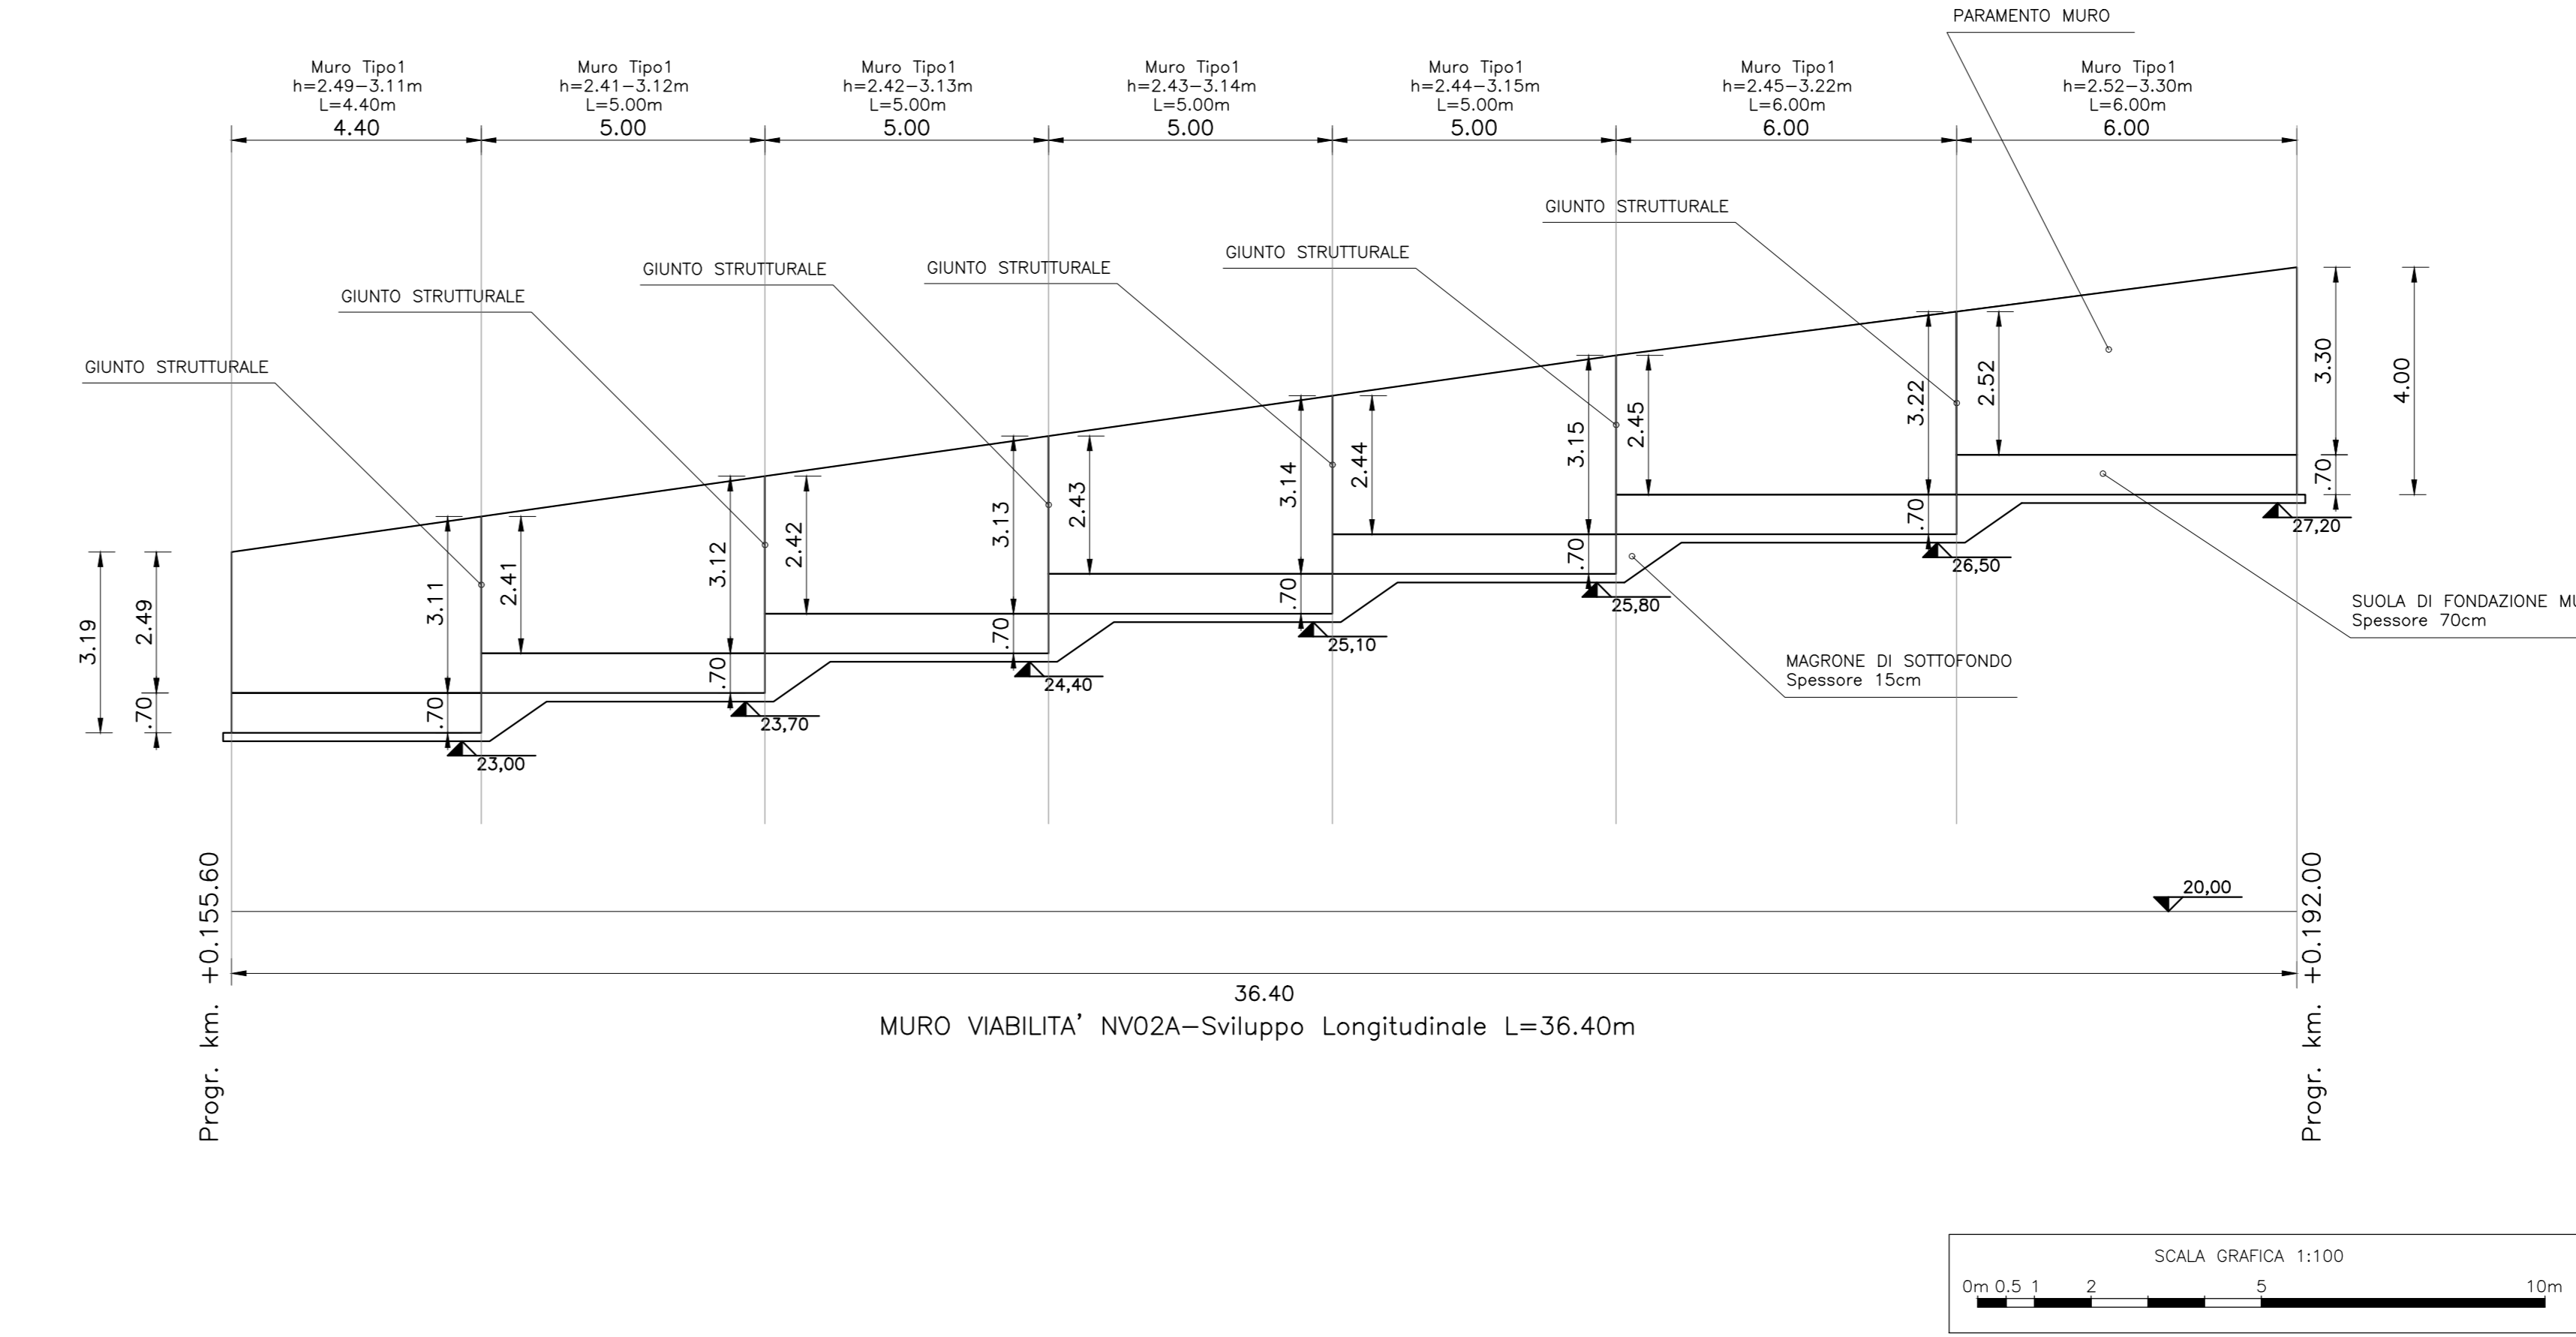 PARAMENTO MURO
Muro Tipo1
h=2.49-3.11m
L=4.40m
4.40
Muro Tipo1
h=2.41-3.12m
L=5.00m
5.00
Muro Tipo1
h=2.42-3.13m
L=5.00m
5.00
Muro Tipo1
h=2.43-3.14m
L=5.00m
5.00
Muro Tipo1
h=2.44-3.15m
L=5.00m
5.00
Muro Tipo1
h=2.45-3.22m
L=6.00m
6.00
Muro Tipo1
h=2.52-3.30m
L=6.00m
6.00
GIUNTO STRUTTURALE
GIUNTO STRUTTURALE
GIUNTO STRUTTURALE
GIUNTO STRUTTURALE
GIUNTO STRUTTURALE
GIUNTO STRUTTURALE
3.19
2.49
.70
3.11
.70
2.41
3.12
.70
2.42
3.13
.70
2.43
3.14
.70
2.44
3.15
.70
2.45
3.22
.70
2.52
3.30
.70
4.00
23,00
23,70
24,40
25,10
25,80
26,50
27,20
SUOLA DI FONDAZIONE
Spessore 70cm
MAGRONE DI SOTTOFONDO
Spessore 15cm
20,00
Progr. km. +0.155.60
Progr. km. +0.192.00
36.40
MURO VIABILITA' NV02A-Sviluppo Longitudinale L=36.40m
SCALA GRAFICA 1:100
0m 0.5 1 2 5 10m